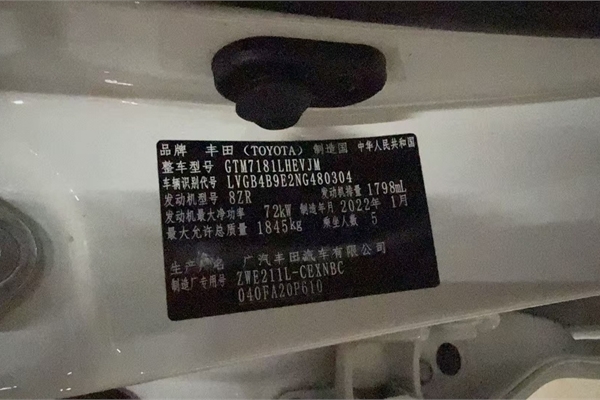 品牌 丰田(TOYOTA) 制造国 中华人民共和国
整车型号 GTM7181LHEVJM
车辆识别代号 LVGB4B9E2NG480304
发动机型号 8ZR 发动机排量 1798mL
发动机最大净功率 72kW 制造年月 2022年1月
最大允许总质量 1845kg 乘坐人数 5
生产厂名 广汽丰田汽车有限公司
制造厂专用号 ZWE211L-CEXNBC
040FA20P610